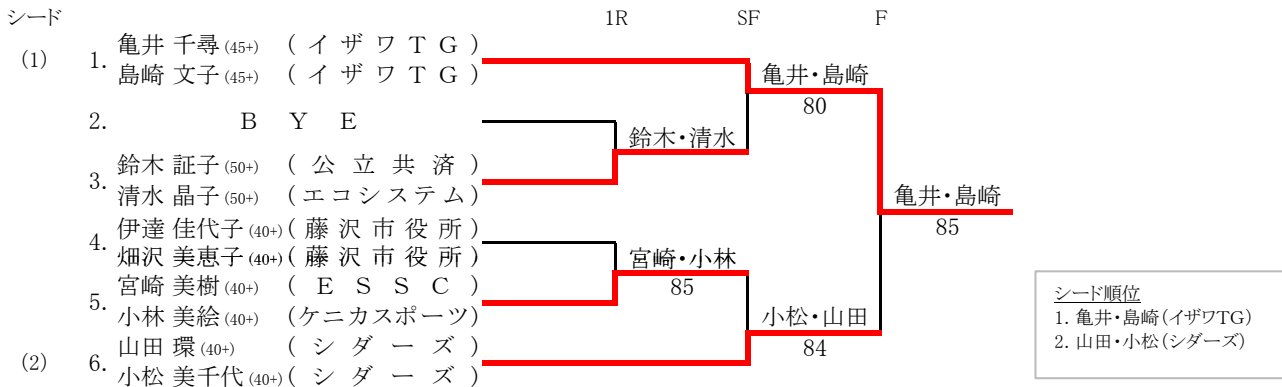 シード 1R SF F
(1) 1. 亀井 千尋(45+) (イザワTG)
島崎 文子(45+) (イザワTG)
亀井・島崎
80
2. BYE
鈴木・清水
3. 鈴木 証子(50+) (公立共済)
清水 晶子(50+) (エコシステム)
亀井・島崎
85
4. 伊達 佳代子(40+) (藤沢市役所)
畑沢 美恵子(40+) (藤沢市役所)
宮崎・小林
85
5. 宮崎 美樹(40+) (ESSC)
小林 美絵(40+) (ケニカスポーツ)
小松・山田
84
(2) 6. 山田 環(40+) (シダーズ)
小松 美千代(40+) (シダーズ)
シード順位
1. 亀井・島崎(イザワTG)
2. 山田・小松(シダーズ)